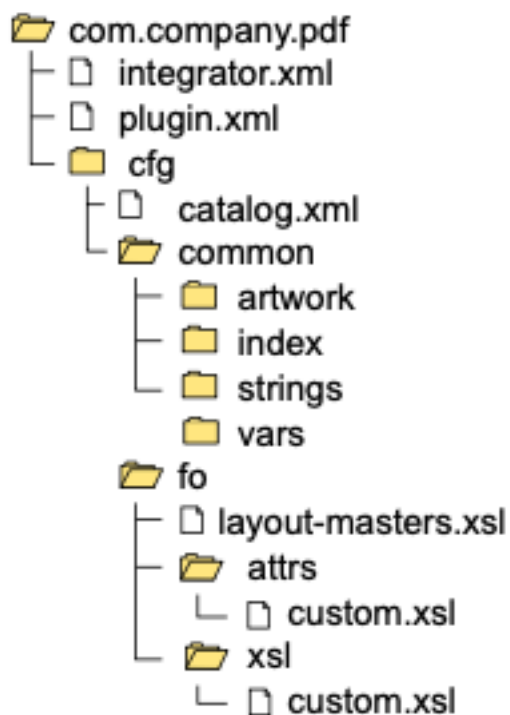 com.company.pdf
integrator.xml
plugin.xml
cfg
catalog.xml
common
artwork
index
strings
vars
fo
layout-masters.xsl
attrs
custom.xsl
xsl
custom.xsl